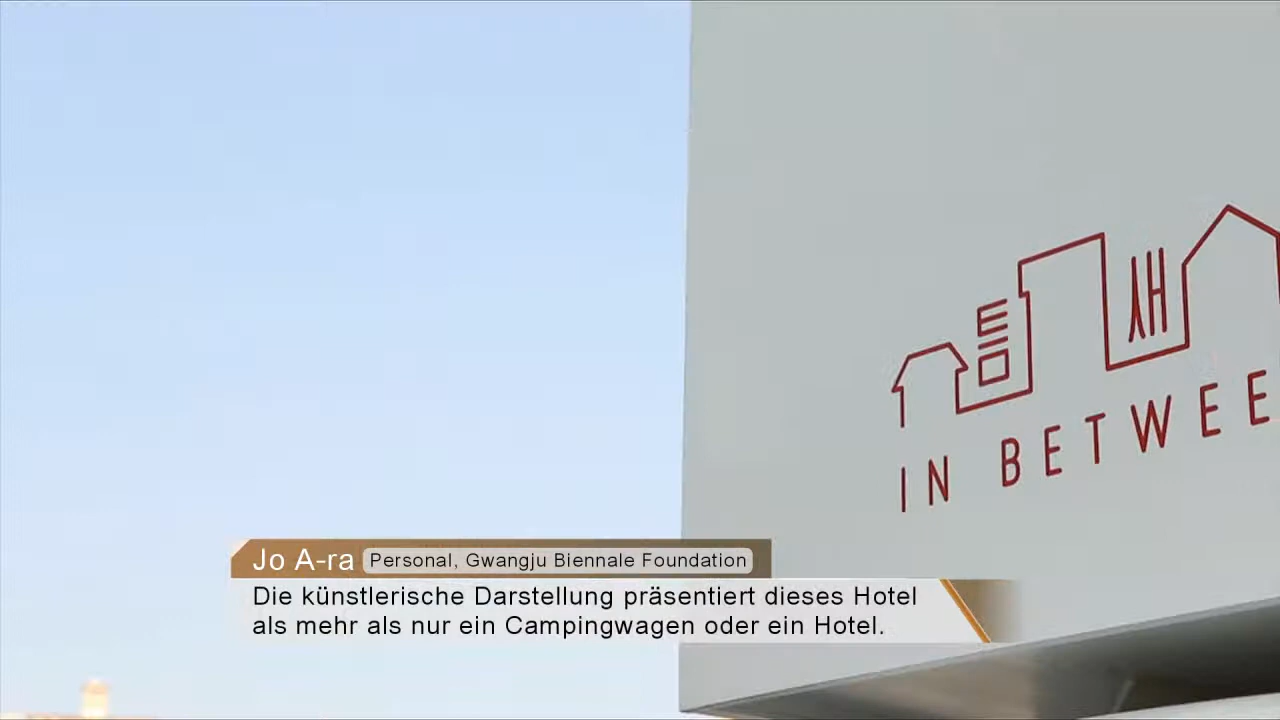 틈새
IN BETWEE
Jo A-ra Personal, Gwangju Biennale Foundation
Die künstlerische Darstellung präsentiert dieses Hotel
als mehr als nur ein Campingwagen oder ein Hotel.